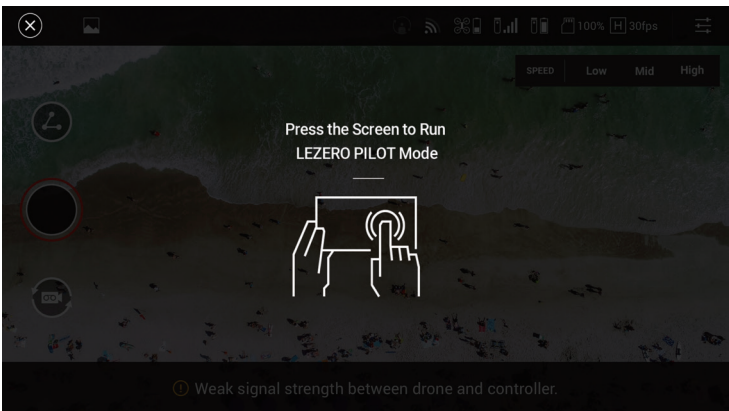 100% H 30fps
SPEED Low Mid High
Press the Screen to Run
LEZERO PILOT Mode
Weak signal strength between drone and controller.